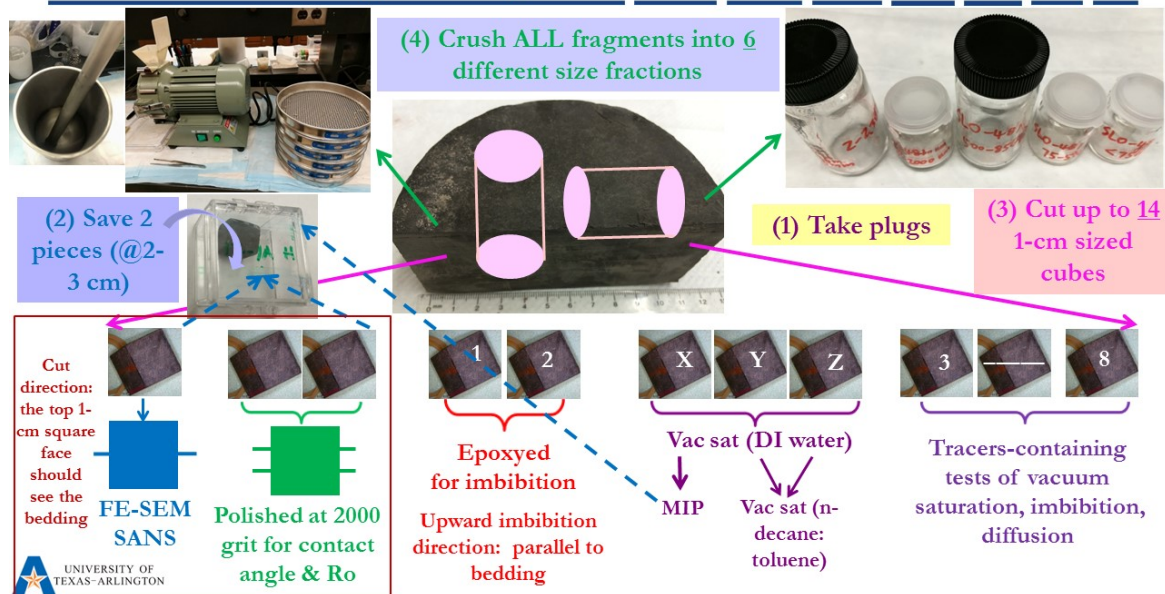 (4) Crush ALL fragments into 6
different size fractions
(2) Save 2
pieces (@2-
3 cm)
(1) Take plugs
(3) Cut up to 14
1-cm sized
cubes
Cut
direction:
the top 1-
cm square
face
should
see the
bedding
FE-SEM
SANS
Polished at 2000
grit for contact
angle & Ro
1
2
Epoxyed
for imbibition
Upward imbibition
direction: parallel to
bedding
X
Y
Z
Vac sat (DI water)
MIP
Vac sat (n-
decane:
toluene)
3
8
Tracers-containing
tests of vacuum
saturation, imbibition,
diffusion
UNIVERSITY OF
TEXAS-ARLINGTON